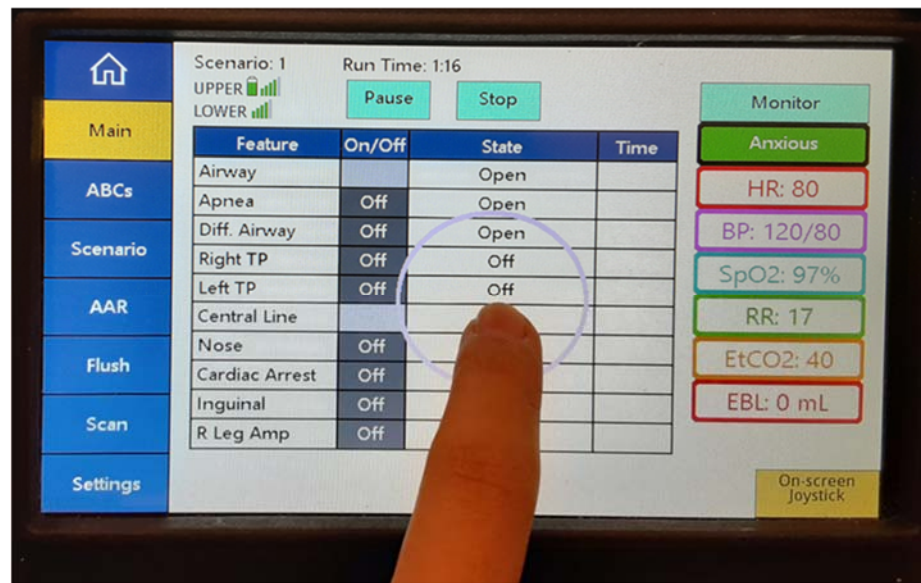 Scenario: 1 Run Time: 1:16
UPPER
LOWER
Pause Stop
Main
ABCs
Scenario
AAR
Flush
Scan
Settings
Feature On/Off State Time
Airway Open
Apnea Off Open
Diff. Airway Off Open
Right TP Off Off
Left TP Off Off
Central Line
Nose Off
Cardiac Arrest Off
Inguinal Off
R Leg Amp Off
Monitor
Anxious
HR: 80
BP: 120/80
SpO2: 97%
RR: 17
EtCO2: 40
EBL: 0 mL
On-screen
Joystick